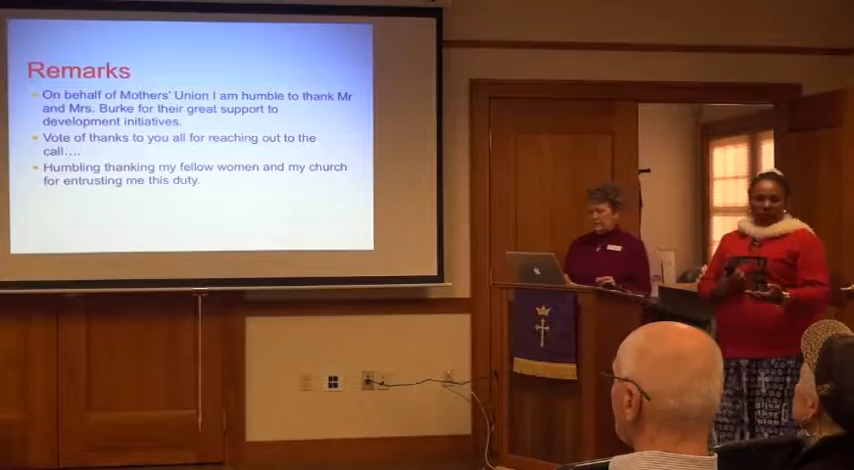 Remarks
On behalf of Mothers' Union I am humble to thank Mr
and Mrs. Burke for their great support to
development initiatives.
Vote of thanks to you all for reaching out to the
call....
Humbling thanking my fellow women and my church
for entrusting me this duty.